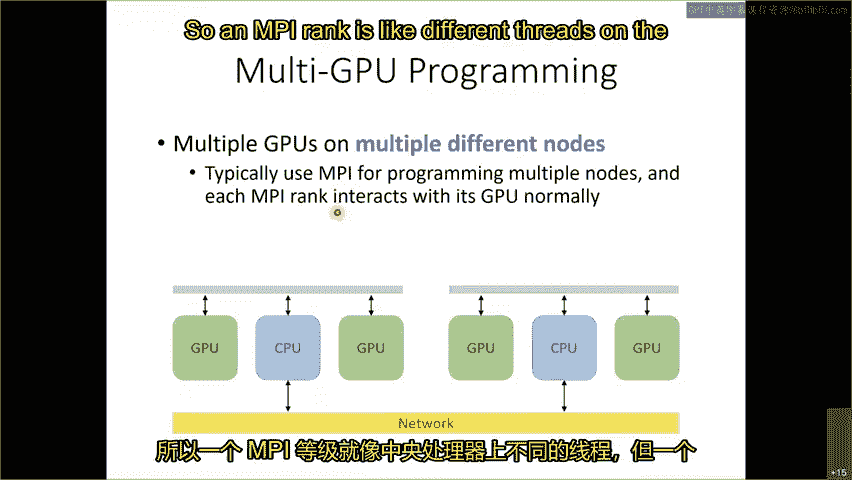 So an MPI rank is like different threads on the
Multi-GPU Programming
• Multiple GPUs on multiple different nodes
• Typically use MPI for programming multiple nodes, and
each MPI rank interacts with its GPU normally
GPU CPU GPU GPU CPU GPU
Network
所以一个 MPI 等级就像中央处理器上不同的线程，但一个
+15